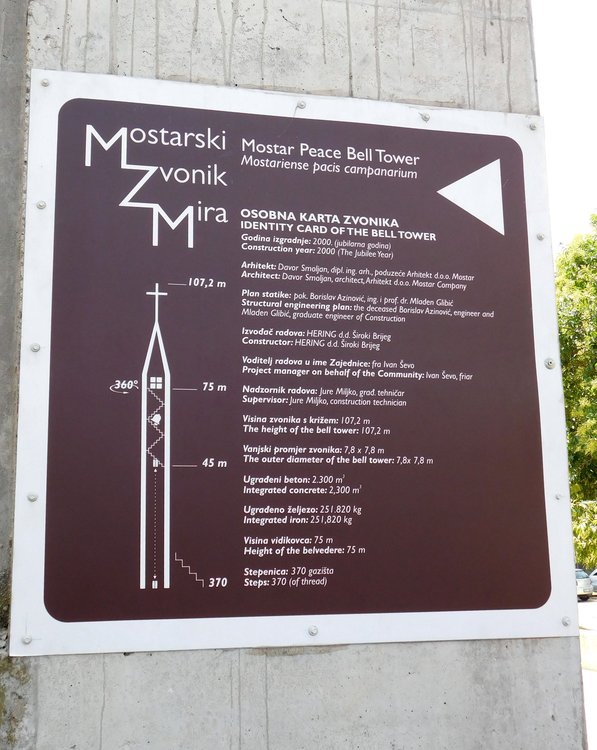 Mostarski
Zvonik
Mira
Mostar Peace Bell Tower
Mostariense pacis campanarium
OSOBNA KARTA ZVONIKA
IDENTITY CARD OF THE BELL TOWER
Godina izgradnje: 2000. (jubilarna godina)
Construction year: 2000 (The Jubilee Year)
Arhitekt: Davor Smoljan, dipl. ing. arh., poduzeće Arhitekt d.o.o. Mostar
Architect: Davor Smoljan, architect, Arhitekt d.o.o. Mostar Company
Plan statike: pok. Borislav Azinović, ing. i prof. dr. Mladen Glibić
Structural engineering plan: the deceased Borislav Azinović, engineer and
Mladen Glibić, graduate engineer of Construction
Izvođač radova: HERING d.d. Široki Brijeg
Constructor: HERING d.d. Široki Brijeg
Voditelj radova u ime Zajednice: fra Ivan Ševo
Project manager on behalf of the Community: Ivan Ševo, friar
Nadzornik radova: Jure Miljko, građ. tehničar
Supervisor: Jure Miljko, construction technician
Visina zvonika s križem: 107,2 m
The height of the bell tower: 107,2 m
Vanjski promjer zvonika: 7,8 x 7,8 m
The outer diameter of the bell tower: 7,8x 7,8 m
Ugrađeni beton: 2.300 m³
Integrated concrete: 2,300 m³
Ugrađeno željezo: 251.820 kg
Integrated iron: 251,820 kg
Visina vidikovca: 75 m
Height of the belvedere: 75 m
Stepenica: 370 gazišta
Steps: 370 (of thread)
107,2 m
360°
75 m
45 m
370